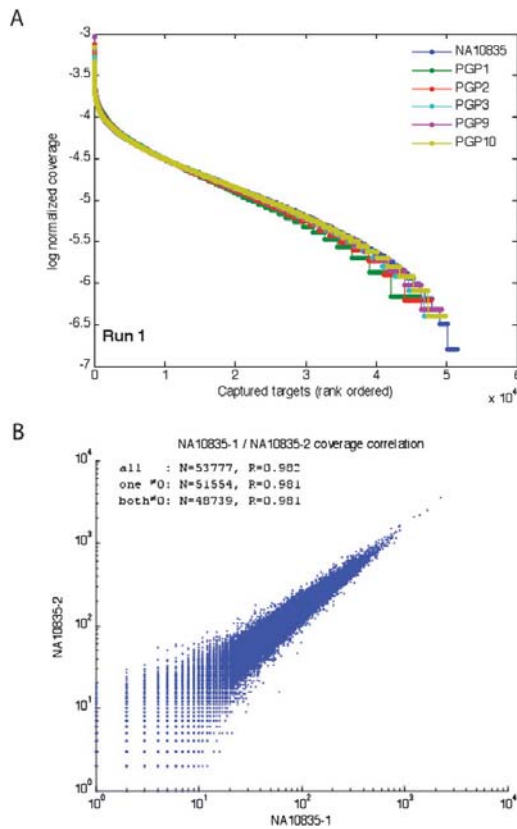 A
-3
-3.5
-4
-4.5
-5
-5.5
-6
-6.5
-7
log normalized coverage
NA10835
PGP1
PGP2
PGP3
PGP9
PGP10
Run 1
0 1 2 3 4 5 6
Captured targets (rank ordered)
× 10⁴
B
NA10835-1 / NA10835-2 coverage correlation
all : N=53777, R=0.982
one ≠0: N=51554, R=0.981
both≠0: N=48739, R=0.981
10⁴
10³
10²
10¹
10⁰
NA10835-2
10⁰ 10¹ 10² 10³ 10⁴
NA10835-1